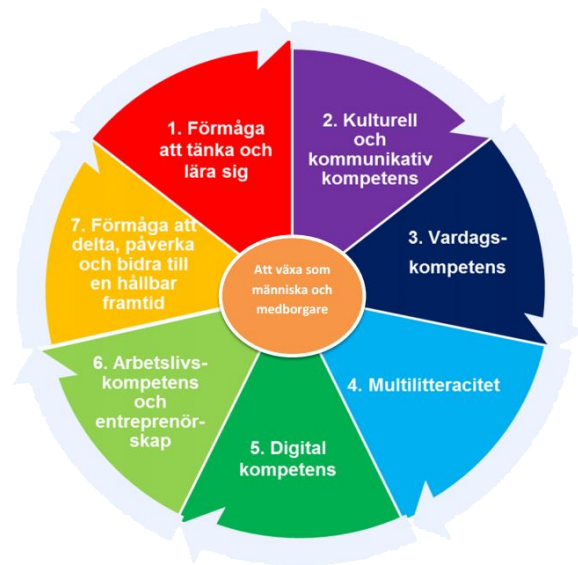 1. Förmåga
att tänka och
lära sig
2. Kulturell
och
kommunikativ
kompetens
3. Vardags-
kompetens
4. Multilitteracitet
5. Digital
kompetens
6. Arbetslivs-
kompetens
och
entreprenör-
skap
7. Förmåga att
delta, påverka
och bidra till
en hållbar
framtid
Att växa som
människa och
medborgare